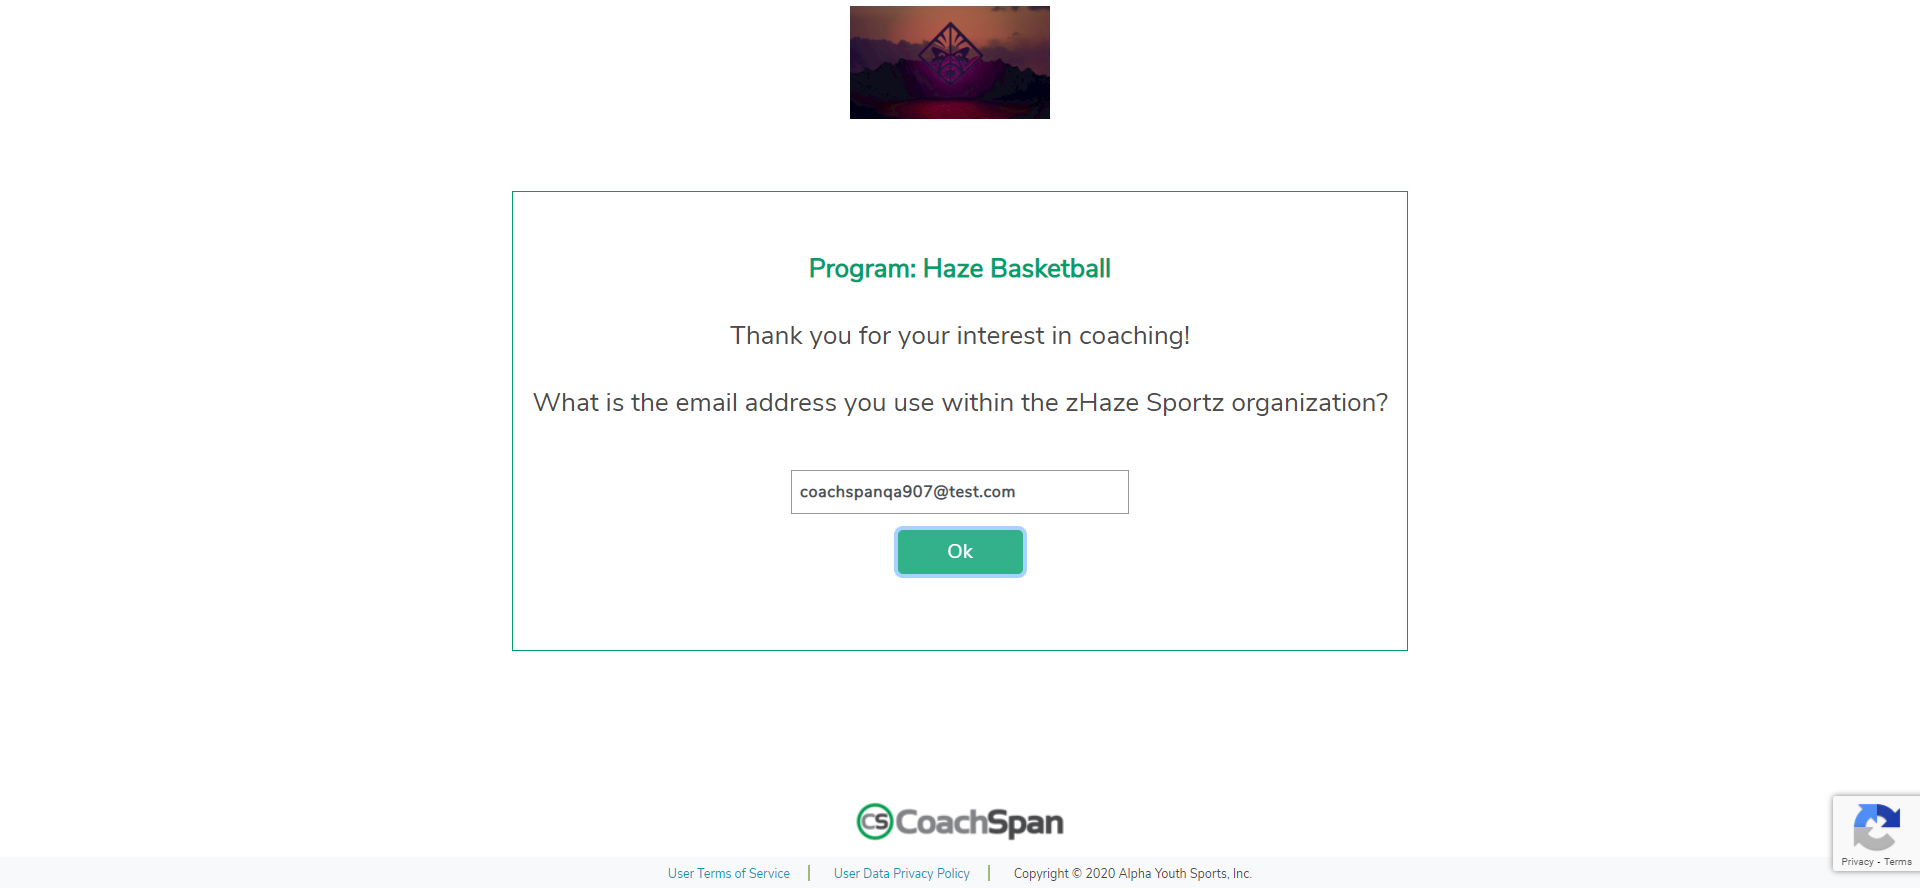 Program: Haze Basketball
Thank you for your interest in coaching!
What is the email address you use within the zHaze Sportz organization?
coachspanqa907@test.com
Ok
CS CoachSpan
User Terms of Service | User Data Privacy Policy | Copyright © 2020 Alpha Youth Sports, Inc.
Privacy - Terms